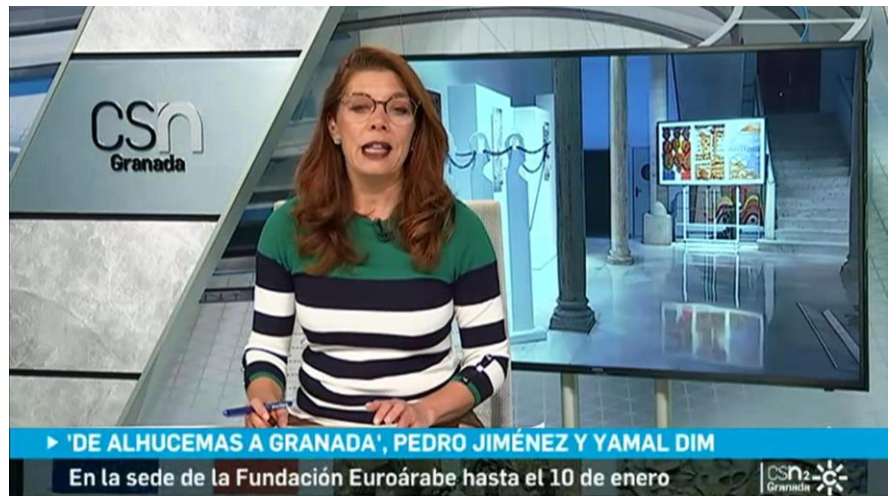 CSn
Granada
'DE ALHUCEMAS A GRANADA', PEDRO JIMÉNEZ Y YAMAL DIM
En la sede de la Fundación Euroárabe hasta el 10 de enero
CSn2
Granada